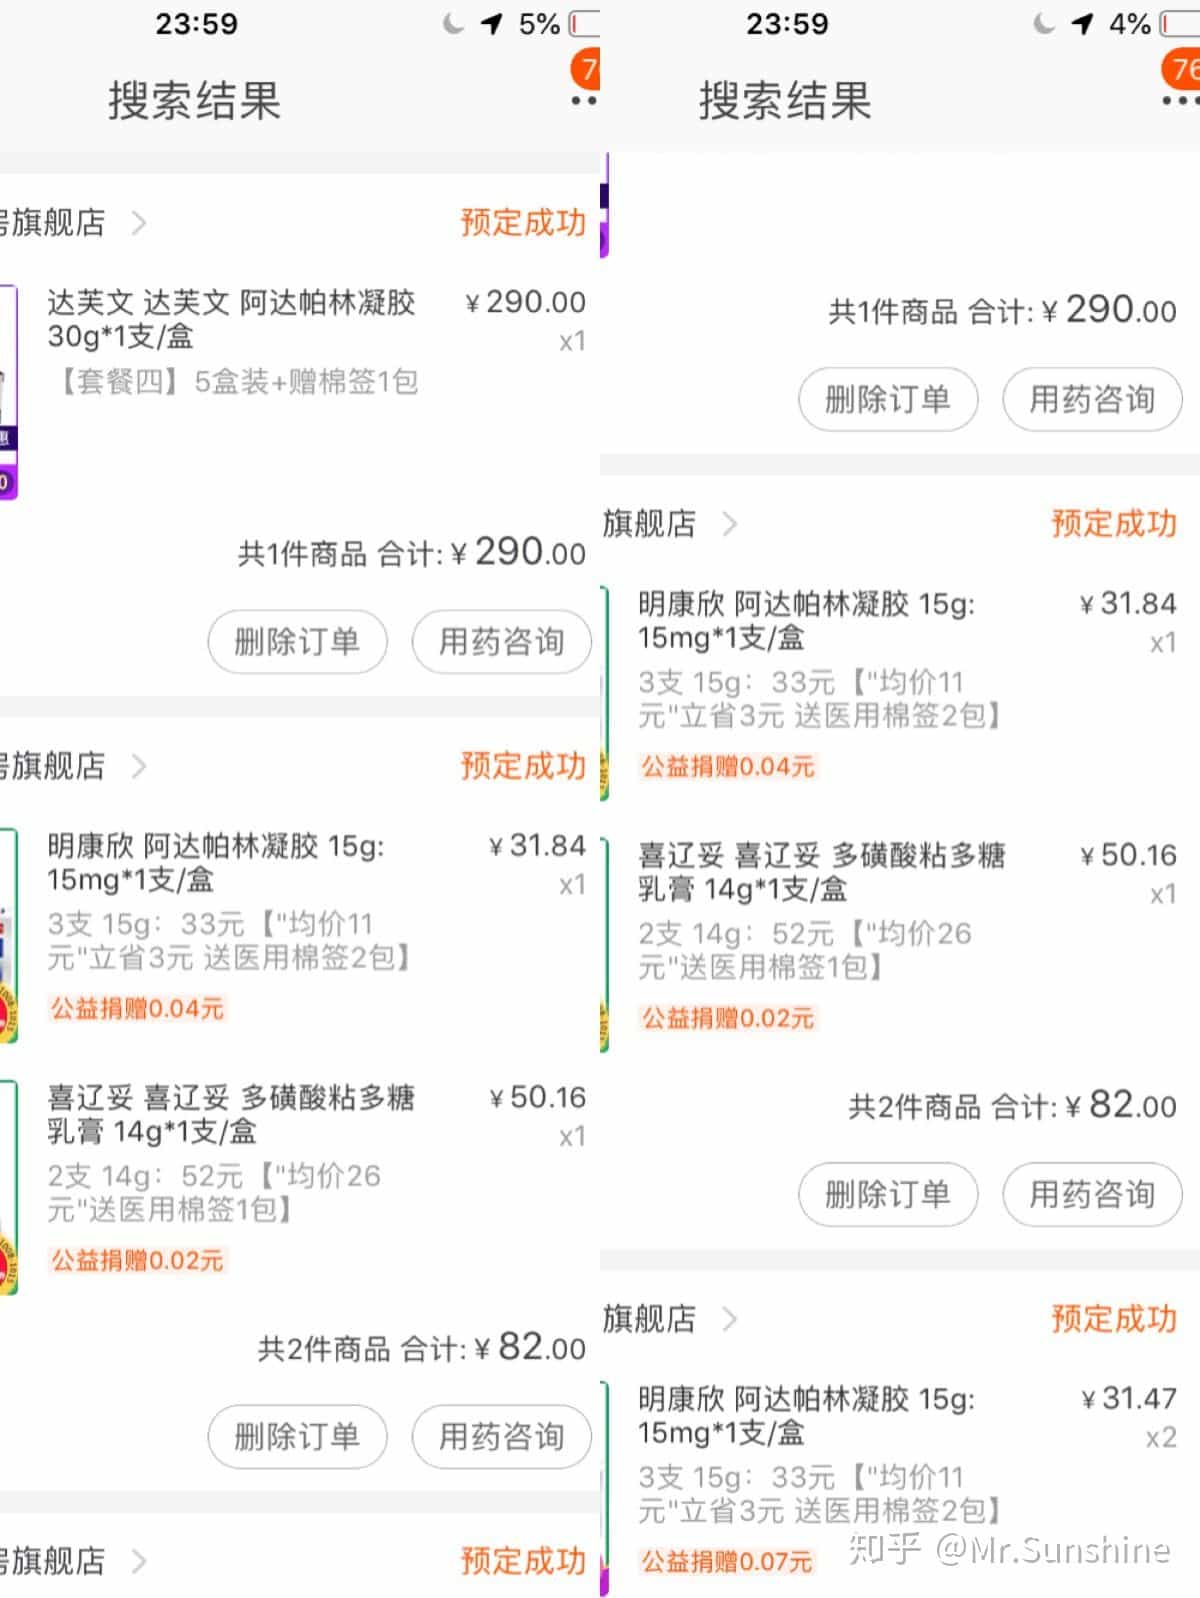 23:59
5%
搜索结果
旗舰店
预定成功
达芙文 达芙文 阿达帕林凝胶
30g*1支/盒
¥290.00
x1
【套餐四】5盒装+赠棉签1包
惠
共1件商品 合计:¥290.00
删除订单
用药咨询
旗舰店
预定成功
明康欣 阿达帕林凝胶 15g:
15mg*1支/盒
¥31.84
x1
3支 15g：33元【"均价11
元"立省3元 送医用棉签2包】
公益捐赠0.04元
喜辽妥 喜辽妥 多磺酸粘多糖
乳膏 14g*1支/盒
¥50.16
x1
2支 14g：52元【"均价26
元"送医用棉签1包】
公益捐赠0.02元
共2件商品 合计:¥82.00
删除订单
用药咨询
旗舰店
预定成功
23:59
4%
76
搜索结果
共1件商品 合计:¥290.00
删除订单
用药咨询
旗舰店
预定成功
明康欣 阿达帕林凝胶 15g:
15mg*1支/盒
¥31.84
x1
3支 15g：33元【"均价11
元"立省3元 送医用棉签2包】
公益捐赠0.04元
喜辽妥 喜辽妥 多磺酸粘多糖
乳膏 14g*1支/盒
¥50.16
x1
2支 14g：52元【"均价26
元"送医用棉签1包】
公益捐赠0.02元
共2件商品 合计:¥82.00
删除订单
用药咨询
旗舰店
预定成功
明康欣 阿达帕林凝胶 15g:
15mg*1支/盒
¥31.47
x2
3支 15g：33元【"均价11
元"立省3元 送医用棉签2包】
公益捐赠0.07元
知乎 @Mr.Sunshine